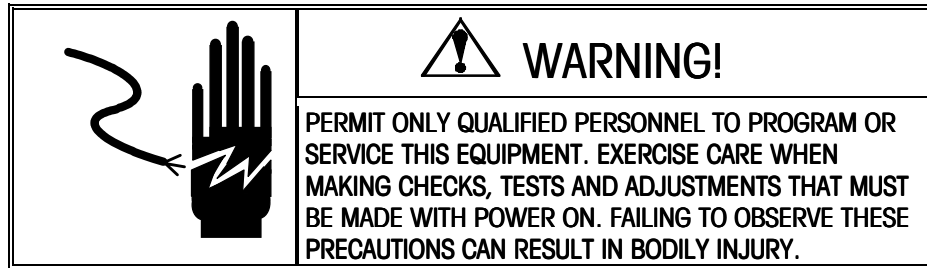 WARNING!
PERMIT ONLY QUALIFIED PERSONNEL TO PROGRAM OR
SERVICE THIS EQUIPMENT. EXERCISE CARE WHEN
MAKING CHECKS, TESTS AND ADJUSTMENTS THAT MUST
BE MADE WITH POWER ON. FAILING TO OBSERVE THESE
PRECAUTIONS CAN RESULT IN BODILY INJURY.